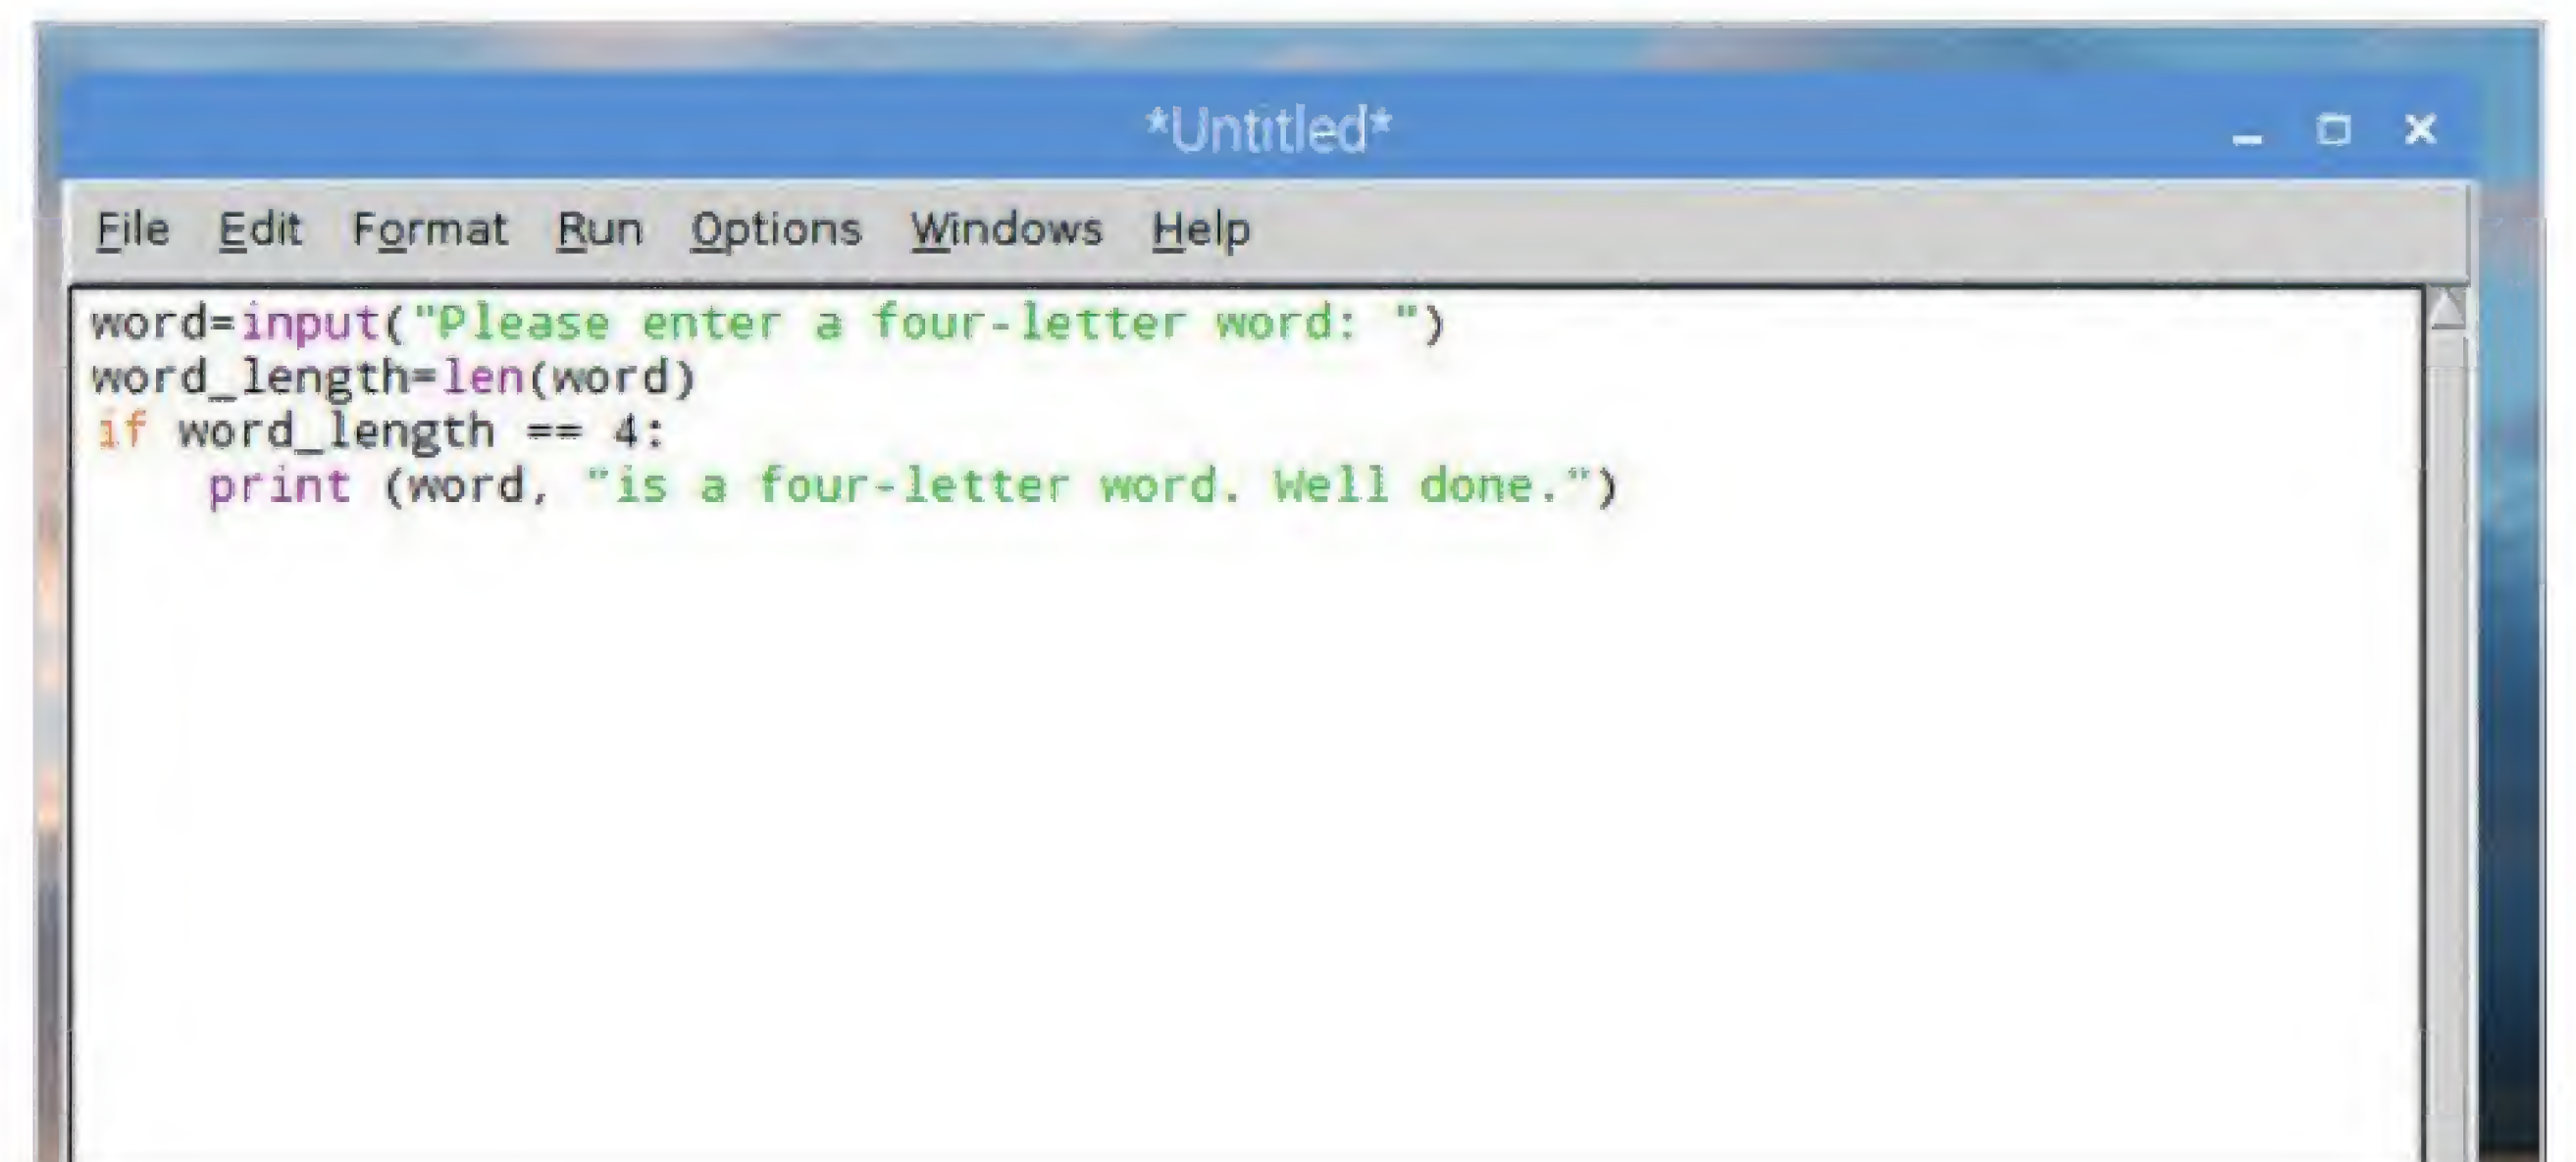 *Untitled*
File Edit Format Run Options Windows Help
word=input("Please enter a four-letter word: ")
word_length=len(word)
if word_length == 4:
    print (word, "is a four-letter word. Well done.")